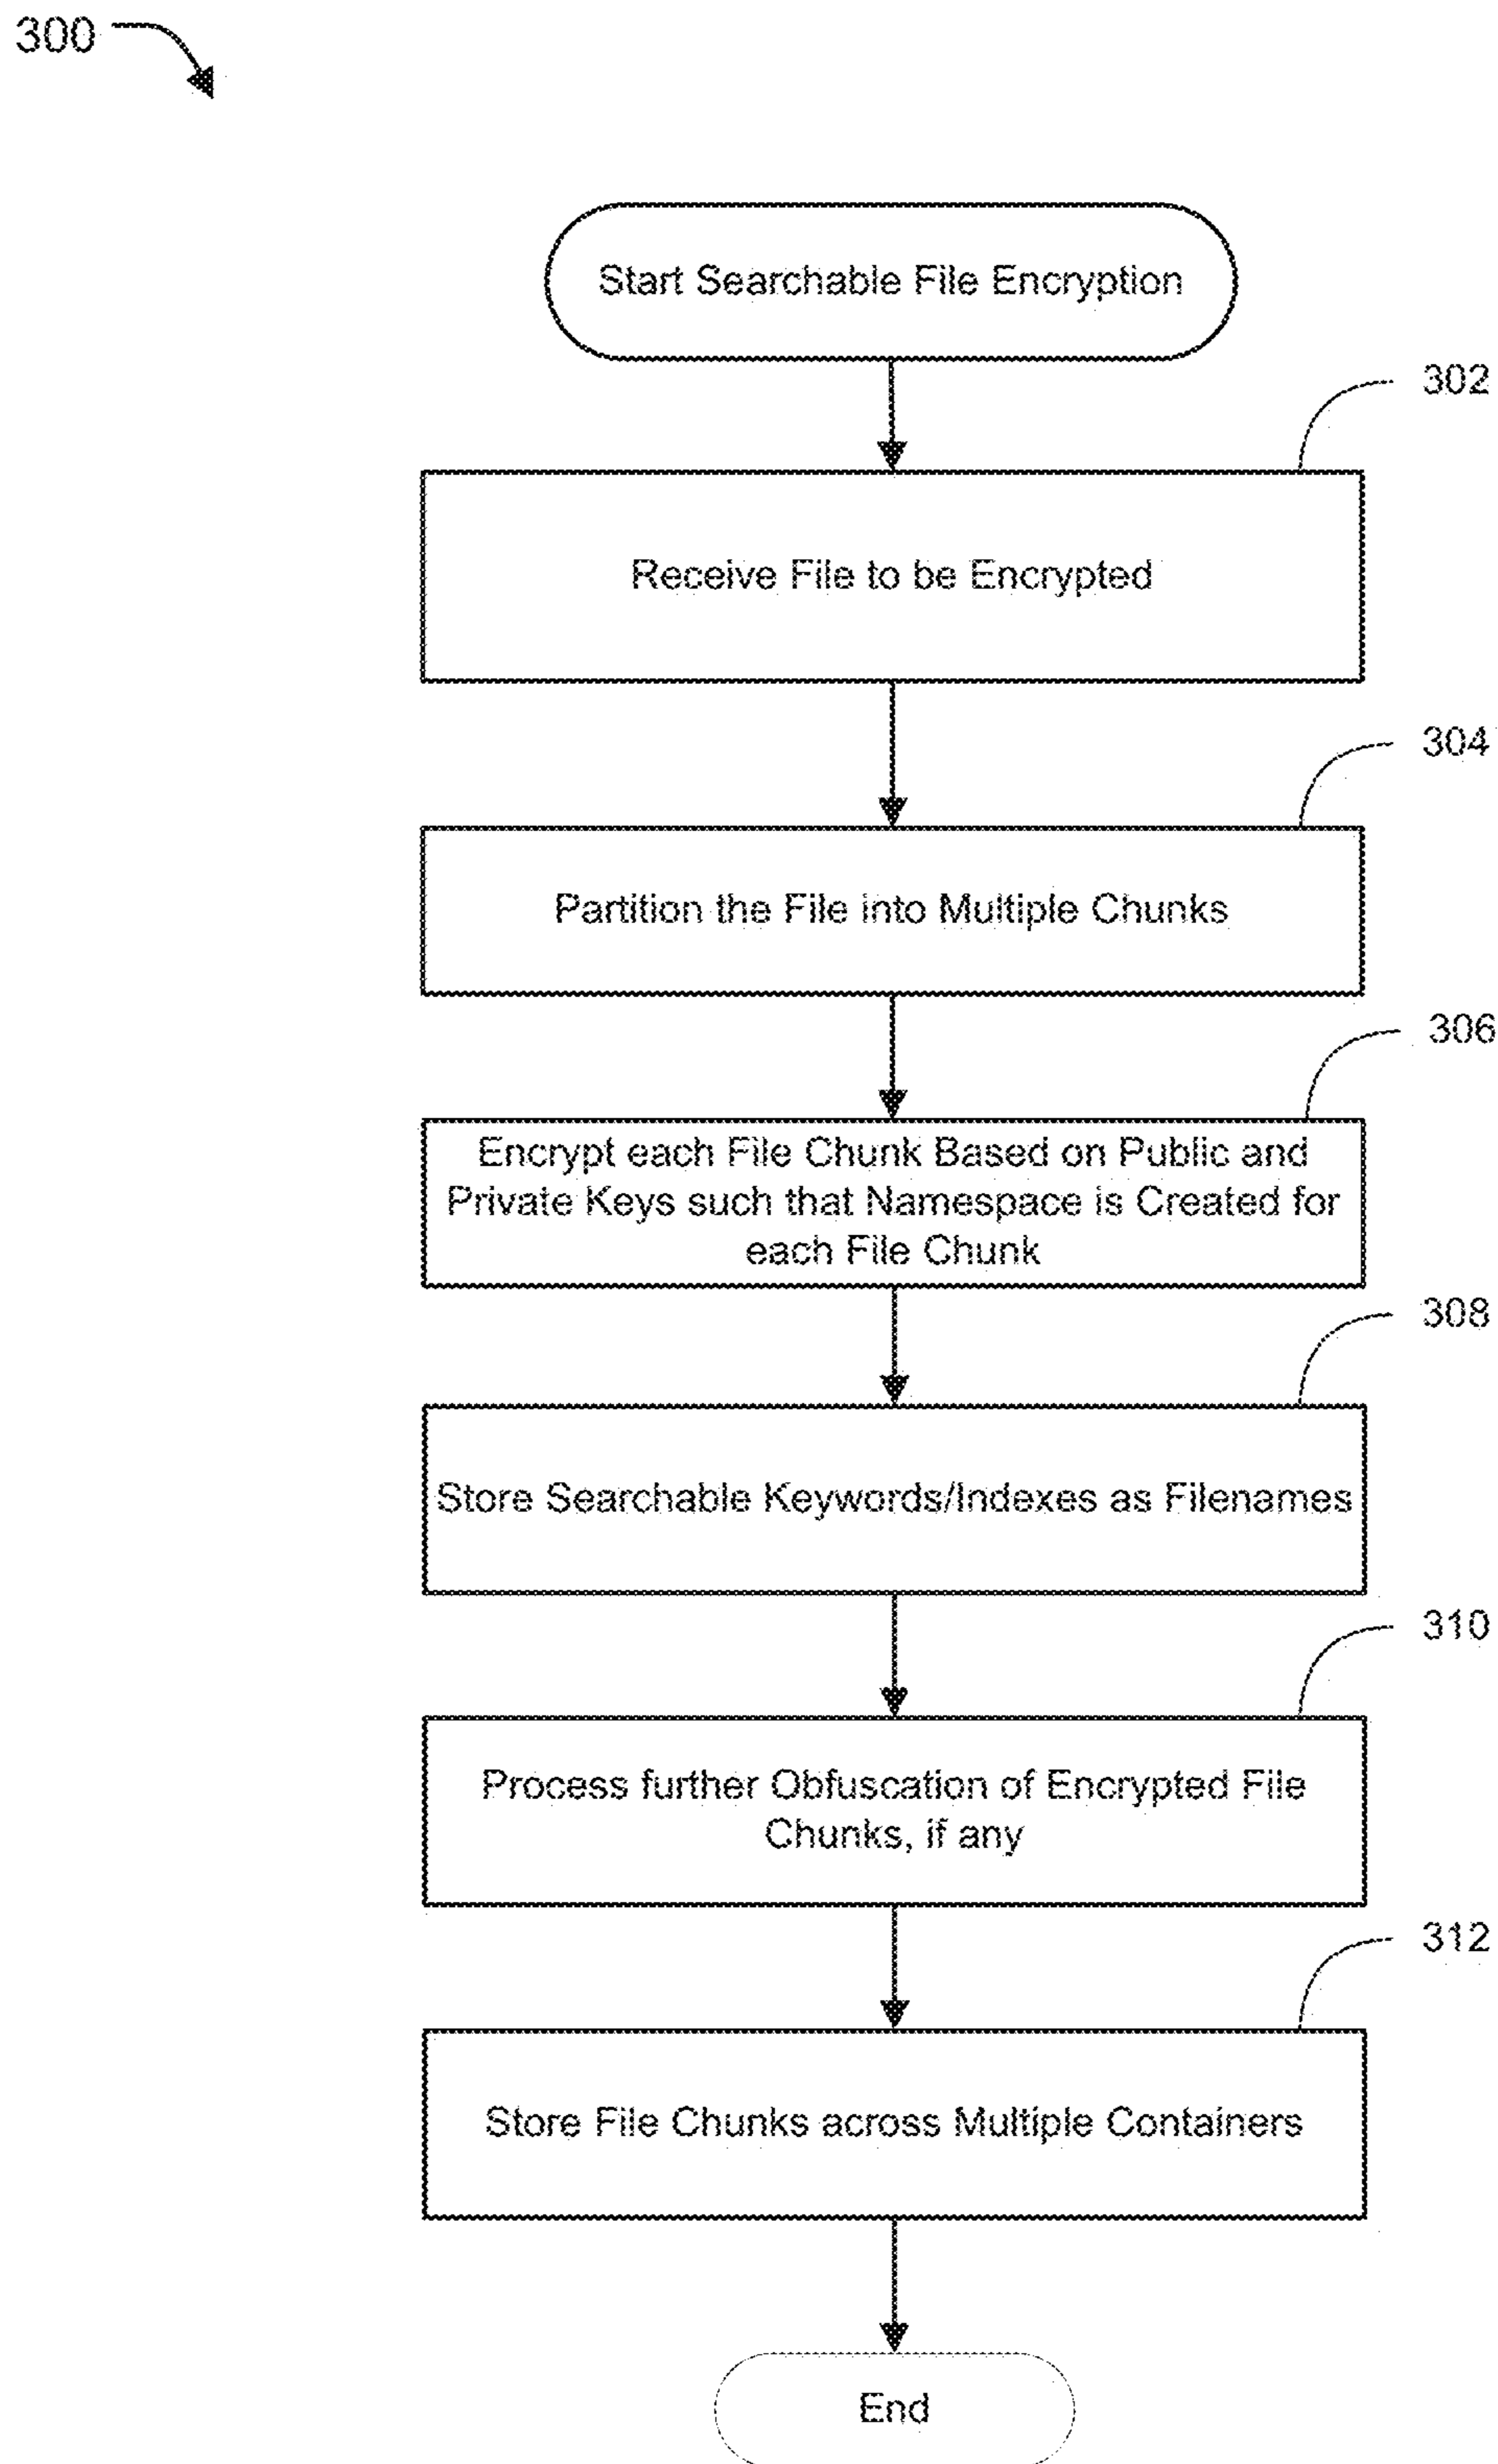 300
Start Searchable File Encryption
302
Receive File to be Encrypted
304
Partition the File into Multiple Chunks
306
Encrypt each File Chunk Based on Public and
Private Keys such that Namespace is Created for
each File Chunk
308
Store Searchable Keywords/Indexes as Filenames
310
Process further Obfuscation of Encrypted File
Chunks, if any
312
Store File Chunks across Multiple Containers
End